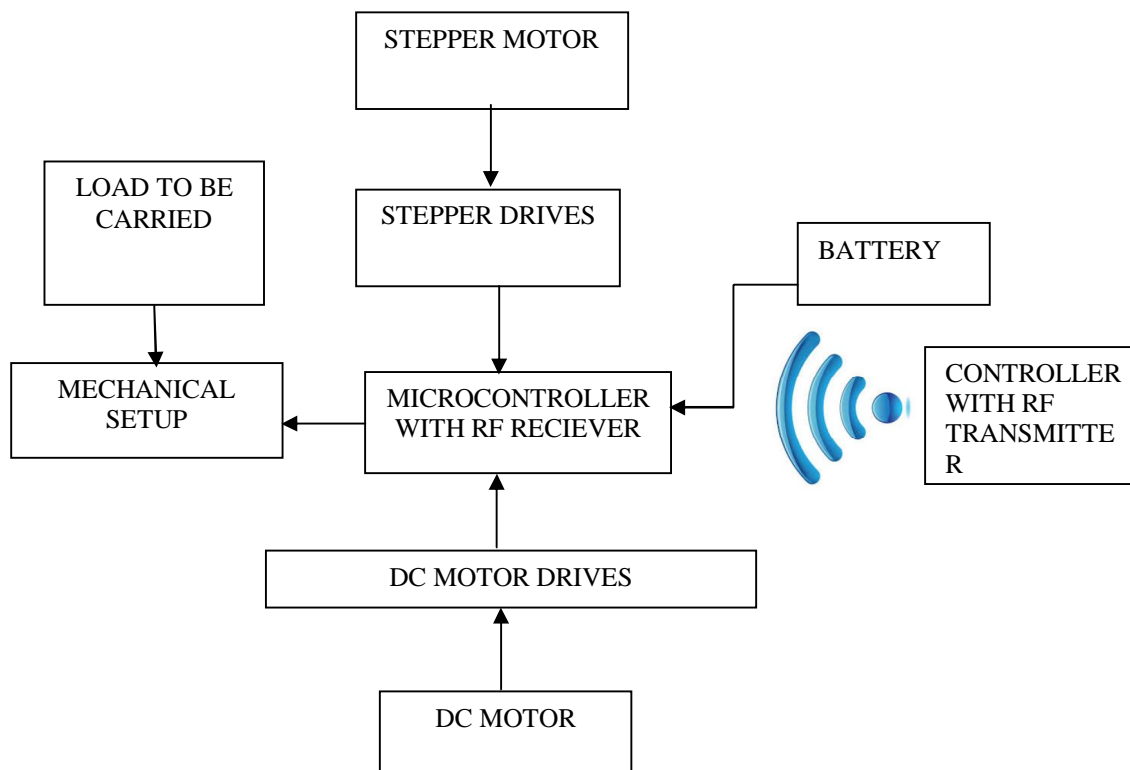 STEPPER MOTOR
LOAD TO BE
CARRIED
STEPPER DRIVES
BATTERY
MECHANICAL
SETUP
MICROCONTROLLER
WITH RF RECIEVER
CONTROLLER
WITH RF
TRANSMITTE
R
DC MOTOR DRIVES
DC MOTOR